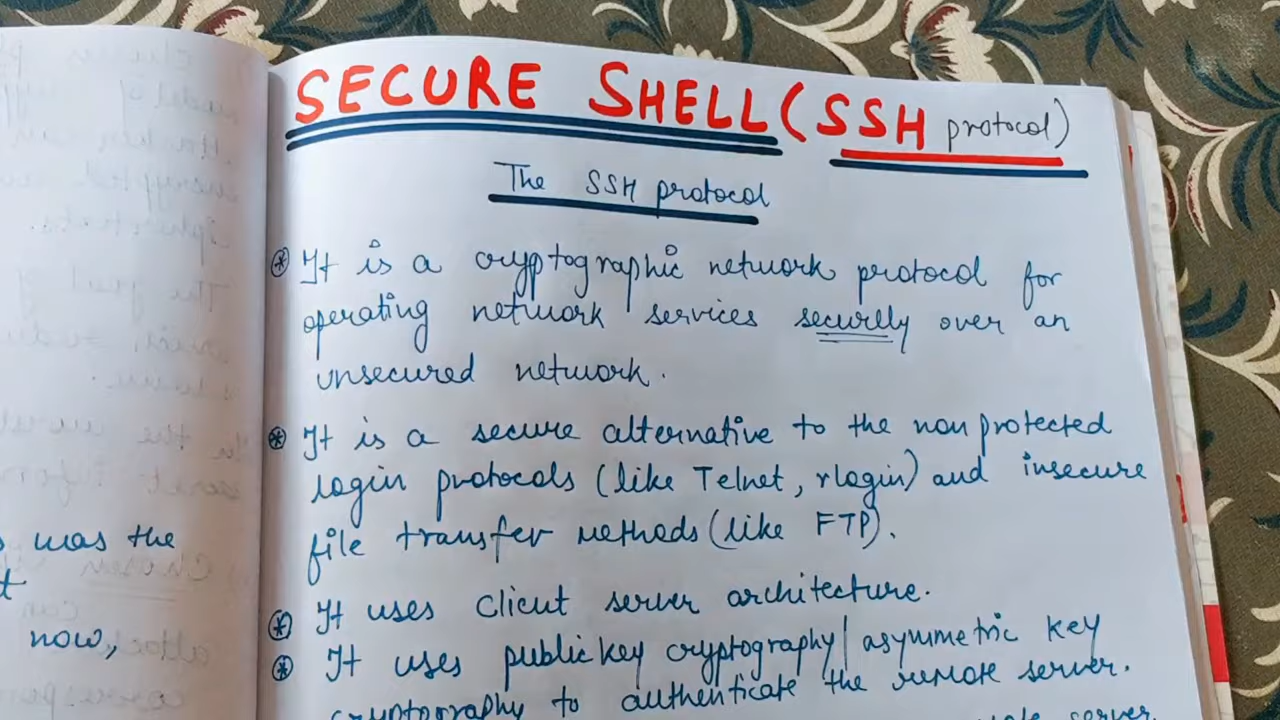 SECURE SHELL (SSH protocol)
The SSH protocol
It is a cryptographic network protocol for
operating network services securely over an
unsecured network.
It is a secure alternative to the non protected
login protocols (like Telnet, rlogin) and insecure
file transfer methods (like FTP).
It uses client server architecture.
It uses public key cryptography/ asymmetric key
cryptography to authenticate the remote server.
server
was the
now,